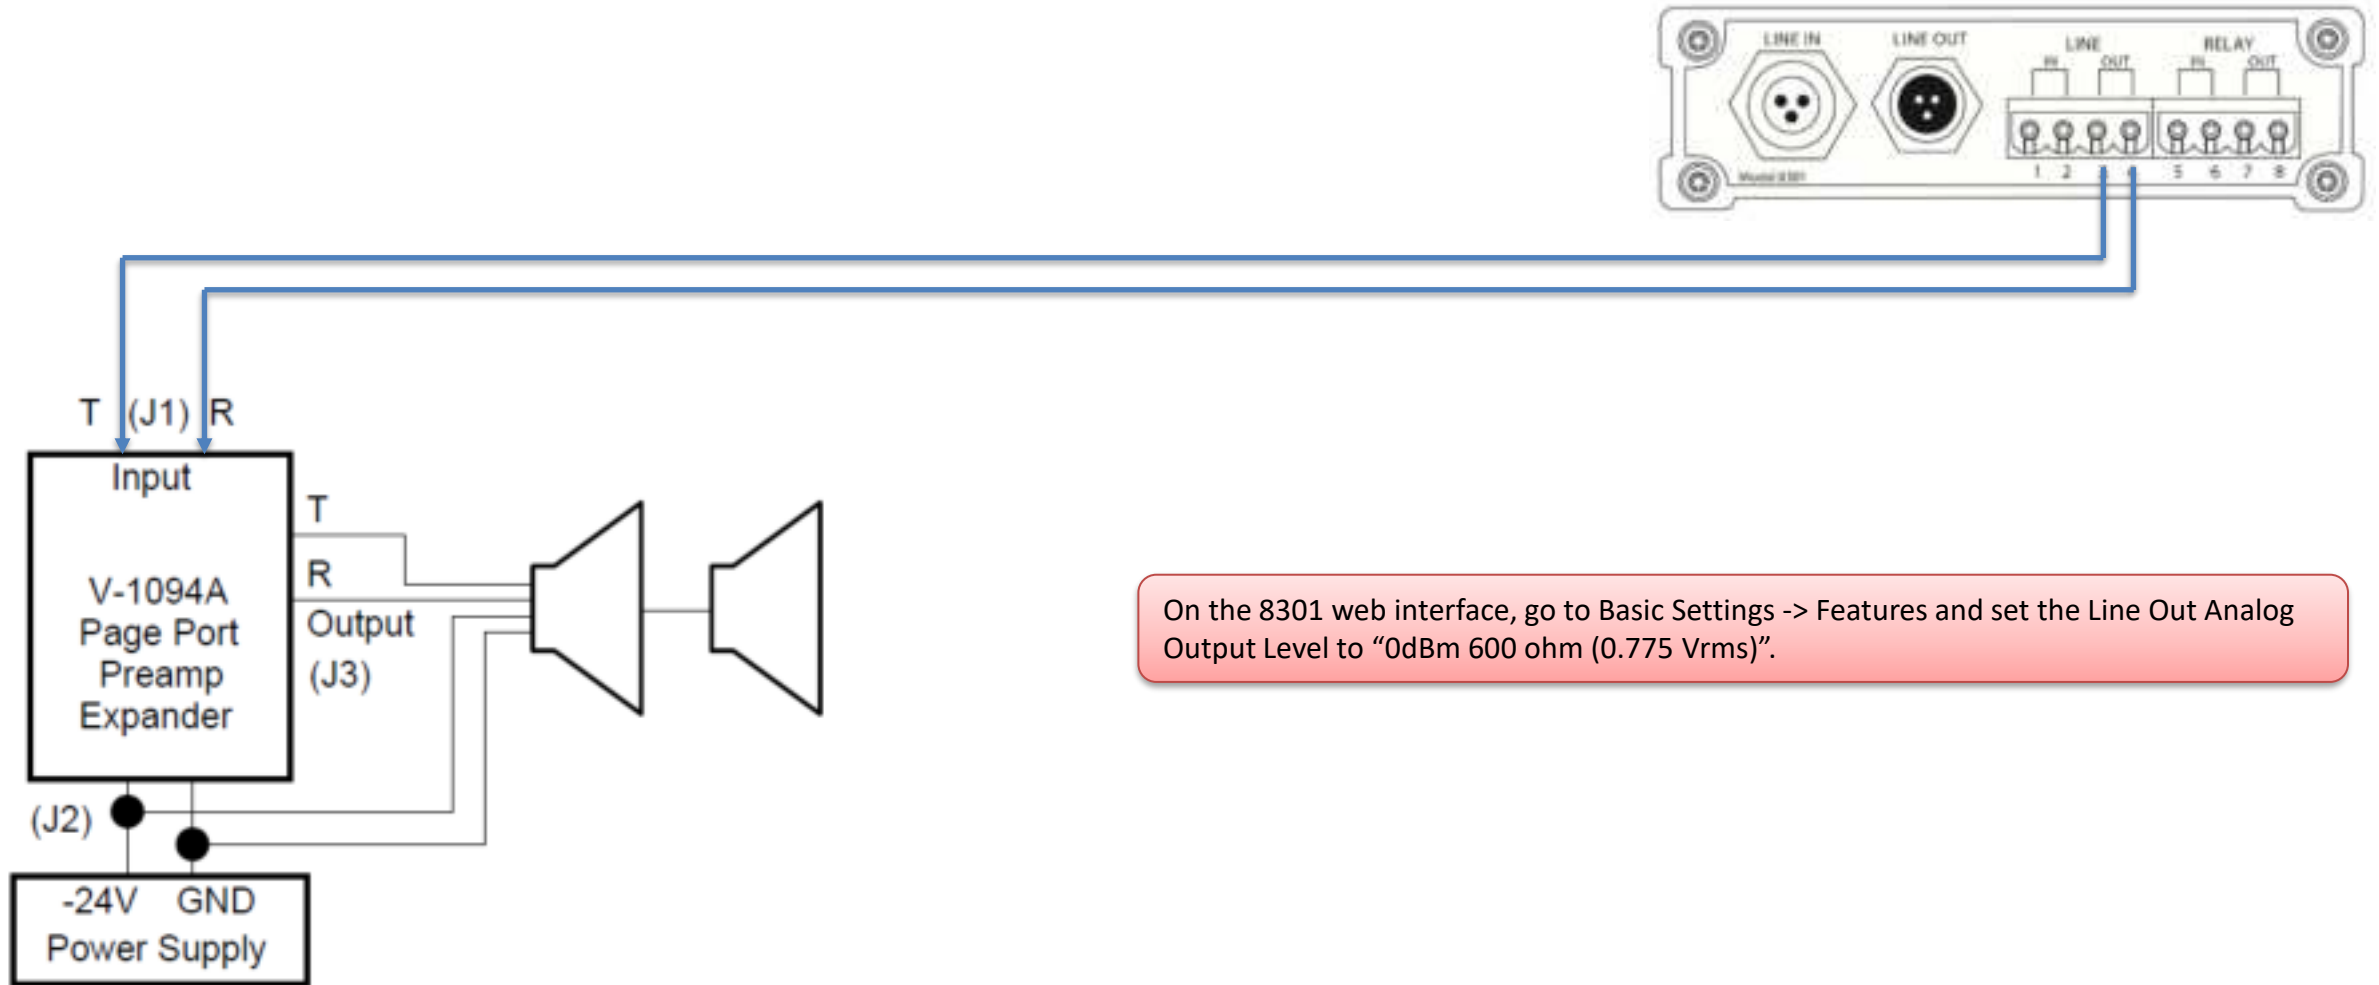 LINE IN
LINE OUT
LINE
RELAY
IN
OUT
IN
OUT
Model 8301
1 2 5 6 7 8
T (J1) R
Input
V-1094A
Page Port
Preamp
Expander
T
R
Output
(J3)
(J2)
-24V GND
Power Supply
On the 8301 web interface, go to Basic Settings -> Features and set the Line Out Analog
Output Level to “0dBm 600 ohm (0.775 Vrms)”.